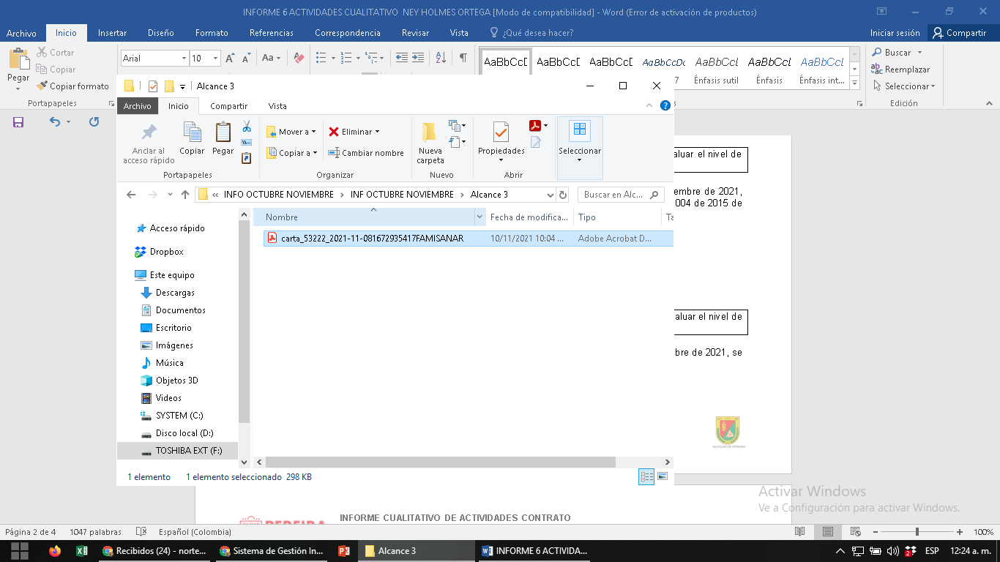 INFORME 6 ACTIVIDADES CUALITATIVO  NEY HOLMES ORTEGA [Modo de compatibilidad] - Word (Error de activación de productos)
Archivo Inicio Insertar Diseño Formato Referencias Correspondencia Revisar Vista ¿Qué desea hacer? Iniciar sesión Compartir
Pegar
Cortar
Copiar
Copiar formato
Portapapeles
Arial 10 Aa
AaBbCcD AaBbCcD AaBbCcD AaBbCcDc AaBbCcL AaBbCcL AaBbCcL
7 Énfasis sutil Énfasis Énfasis int...
Buscar
Reemplazar
Seleccionar
Edición
Alcance 3
Archivo Inicio Compartir Vista
Anclar al
acceso rápido
Copiar
Pegar
Portapapeles
Mover a
Copiar a
Eliminar
Cambiar nombre
Organizar
Nueva
carpeta
Nuevo
Propiedades
Abrir
Seleccionar
« INFO OCTUBRE NOVIEMBRE > INF OCTUBRE NOVIEMBRE > Alcance 3
Buscar en Alc...
Nombre Fecha de modifica... Tipo Ta
carta_53222_2021-11-081672935417FAMISANAR 10/11/2021 10:04 ... Adobe Acrobat D...
Acceso rápido
Dropbox
Este equipo
Descargas
Documentos
Escritorio
Imágenes
Música
Objetos 3D
Videos
SYSTEM (C:)
Disco local (D:)
TOSHIBA EXT (F:)
1 elemento 1 elemento seleccionado 298 KB
aluar el nivel de
embre de 2021,
004 de 2015 de
aluar el nivel de
bre de 2021, se
ALCALDÍA DE PEREIRA
PEREIRA
INFORME CUALITATIVO DE ACTIVIDADES CONTRATO
Activar Windows
Ve a Configuración para activar Windows.
Página 2 de 4 1047 palabras Español (Colombia) 100%
Recibidos (24) - norte... Sistema de Gestión In... Alcance 3 INFORME 6 ACTIVIDA... 2 ESP 12:24 a. m.